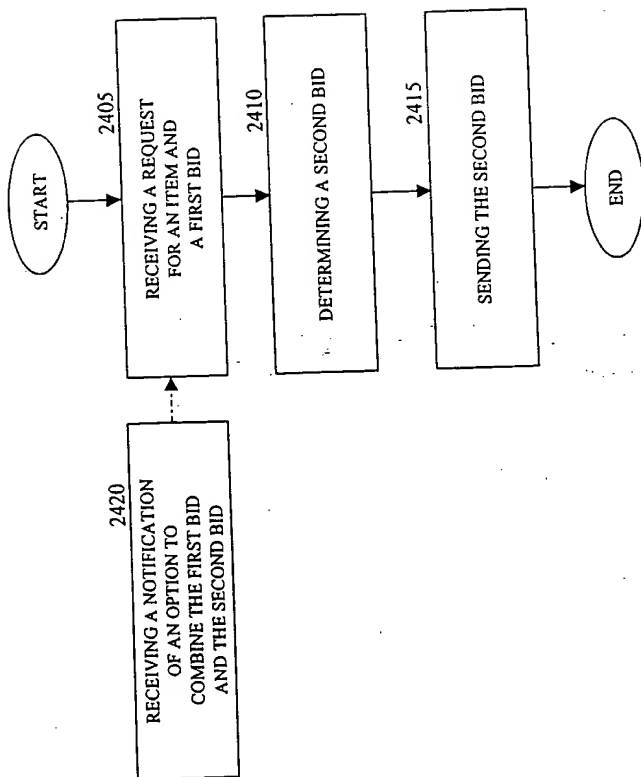 START
2405
RECEIVING A REQUEST
FOR AN ITEM AND
A FIRST BID
2410
DETERMINING A SECOND BID
2415
SENDING THE SECOND BID
END
2420
RECEIVING A NOTIFICATION
OF AN OPTION TO
COMBINE THE FIRST BID
AND THE SECOND BID